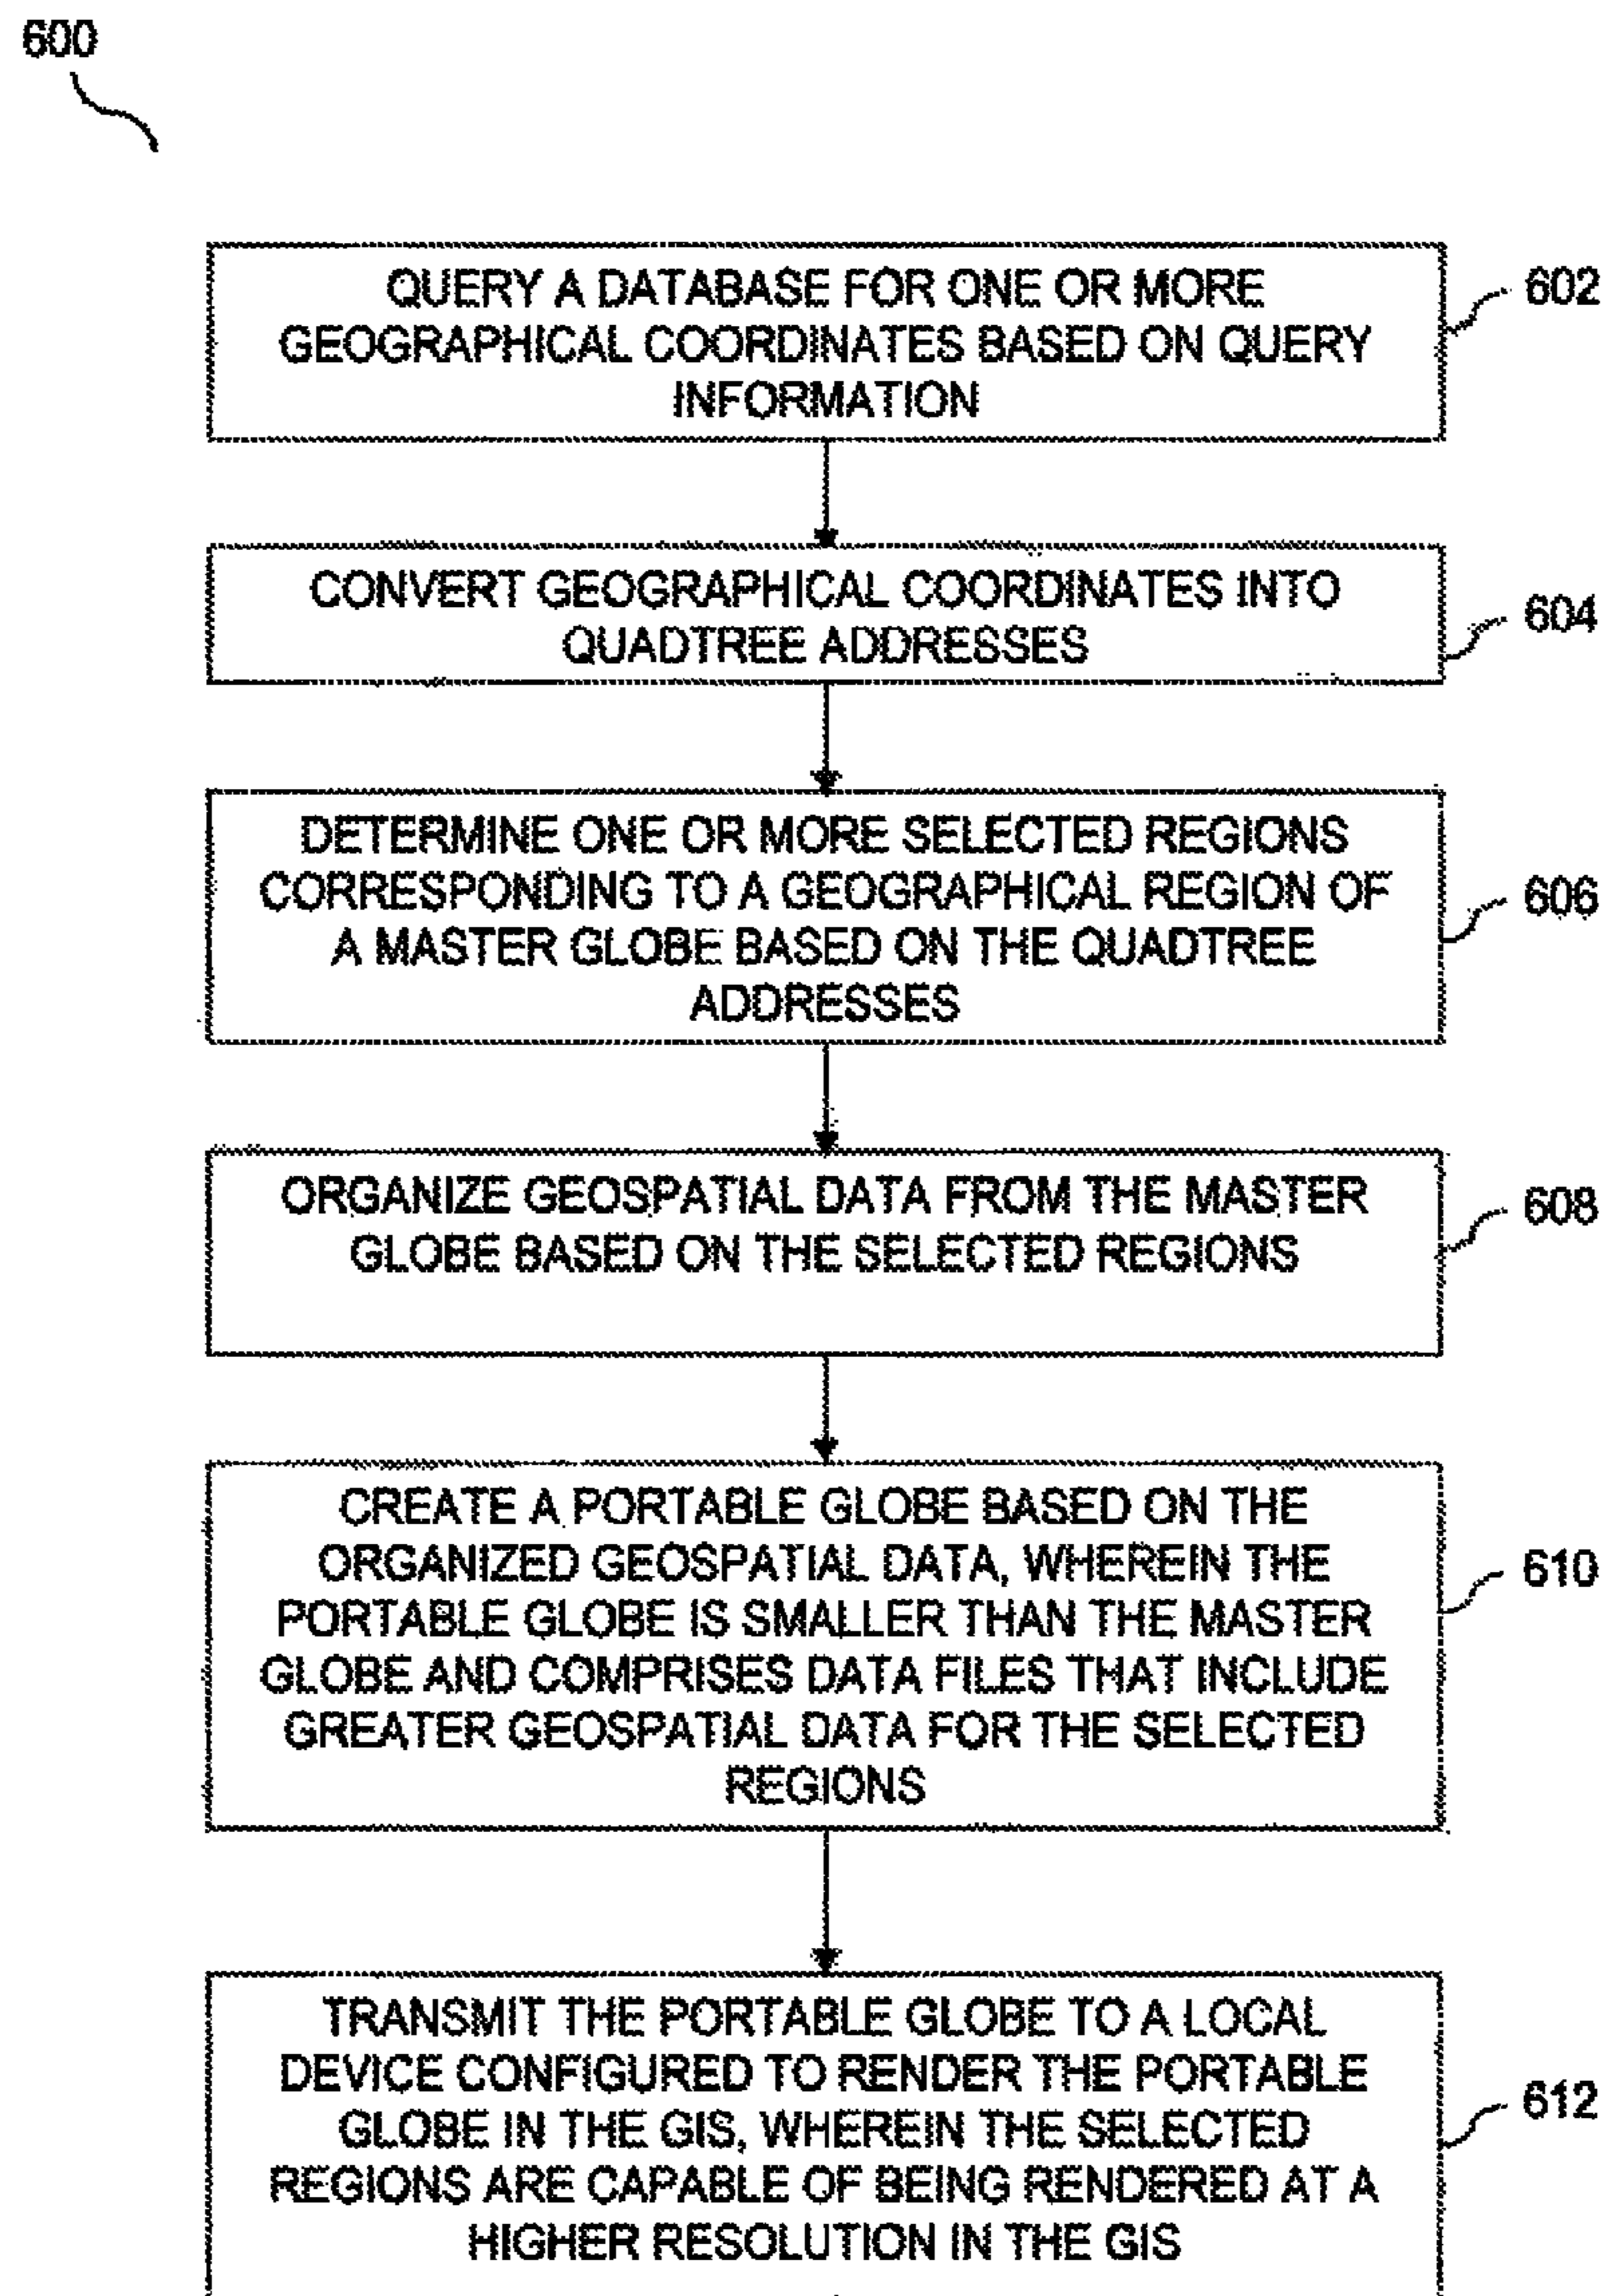 600
QUERY A DATABASE FOR ONE OR MORE
GEOGRAPHICAL COORDINATES BASED ON QUERY
INFORMATION
602
CONVERT GEOGRAPHICAL COORDINATES INTO
QUADTREE ADDRESSES
604
DETERMINE ONE OR MORE SELECTED REGIONS
CORRESPONDING TO A GEOGRAPHICAL REGION OF
A MASTER GLOBE BASED ON THE QUADTREE
ADDRESSES
606
ORGANIZE GEOSPATIAL DATA FROM THE MASTER
GLOBE BASED ON THE SELECTED REGIONS
608
CREATE A PORTABLE GLOBE BASED ON THE
ORGANIZED GEOSPATIAL DATA, WHEREIN THE
PORTABLE GLOBE IS SMALLER THAN THE MASTER
GLOBE AND COMPRISES DATA FILES THAT INCLUDE
GREATER GEOSPATIAL DATA FOR THE SELECTED
REGIONS
610
TRANSMIT THE PORTABLE GLOBE TO A LOCAL
DEVICE CONFIGURED TO RENDER THE PORTABLE
GLOBE IN THE GIS, WHEREIN THE SELECTED
REGIONS ARE CAPABLE OF BEING RENDERED AT A
HIGHER RESOLUTION IN THE GIS
612